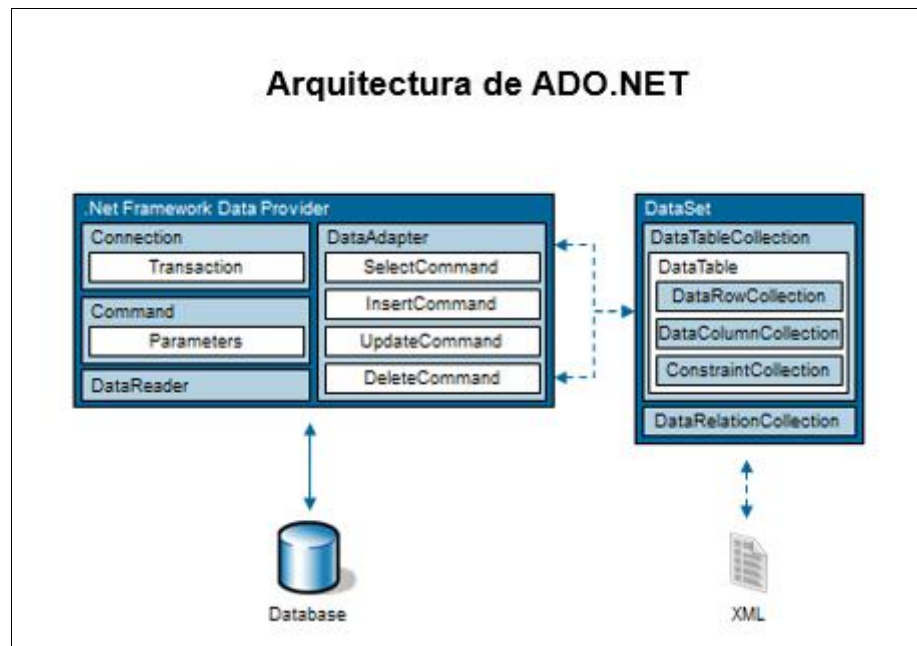 Arquitectura de ADO.NET
.Net Framework Data Provider
Connection
Transaction
Command
Parameters
DataReader
DataAdapter
SelectCommand
InsertCommand
UpdateCommand
DeleteCommand
DataSet
DataTableCollection
DataTable
DataRowCollection
DataColumnCollection
ConstraintCollection
DataRelationCollection
Database
XML